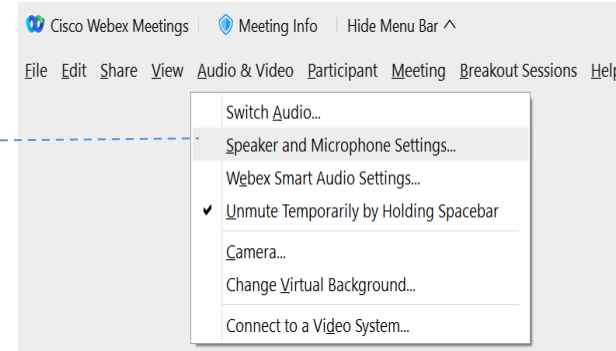 Cisco Webex Meetings Meeting Info Hide Menu Bar
File Edit Share View Audio & Video Participant Meeting Breakout Sessions Help
Switch Audio...
Speaker and Microphone Settings...
Webex Smart Audio Settings...
Unmute Temporarily by Holding Spacebar
Camera...
Change Virtual Background...
Connect to a Video System...